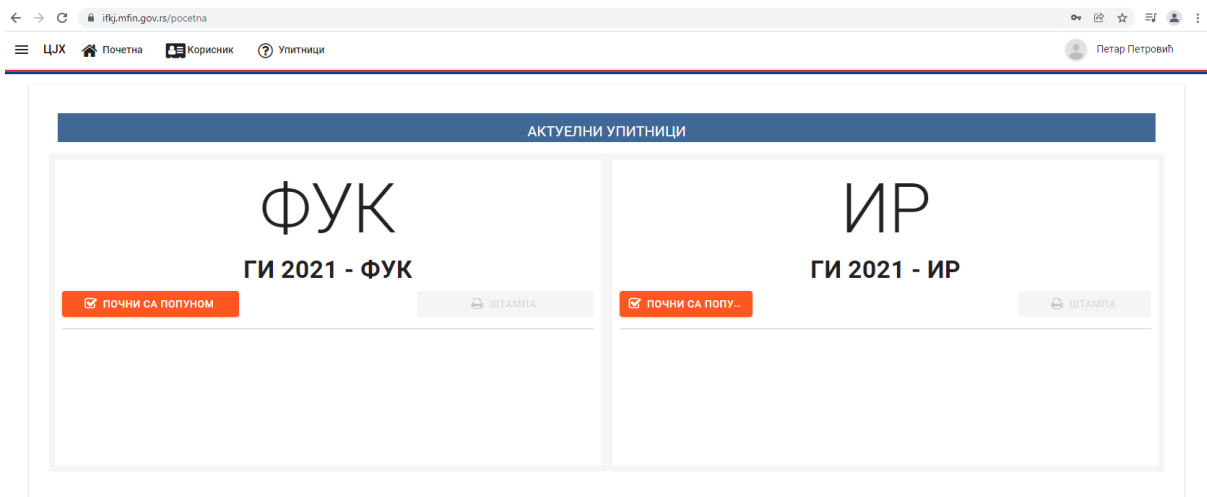 ifkj.mfin.gov.rs/pocetna
ЦЈХ Почетна Корисник Упитници Петар Петровић
АКТУЕЛНИ УПИТНИЦИ
ФУК
ГИ 2021 - ФУК
ПОЧНИ СА ПОПУНОМ ШТАМПА
ИР
ГИ 2021 - ИР
ПОЧНИ СА ПОПУ... ШТАМПА